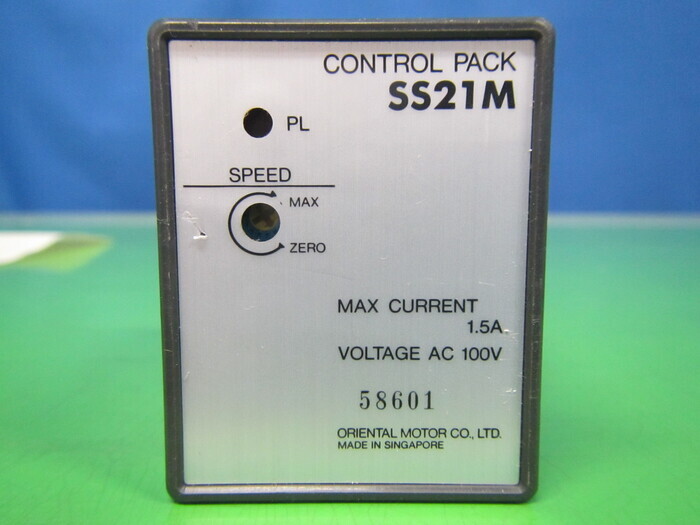 CONTROL PACK
SS21M
PL
SPEED
MAX
ZERO
MAX CURRENT
1.5A
VOLTAGE AC 100V
58601
ORIENTAL MOTOR CO., LTD.
MADE IN SINGAPORE